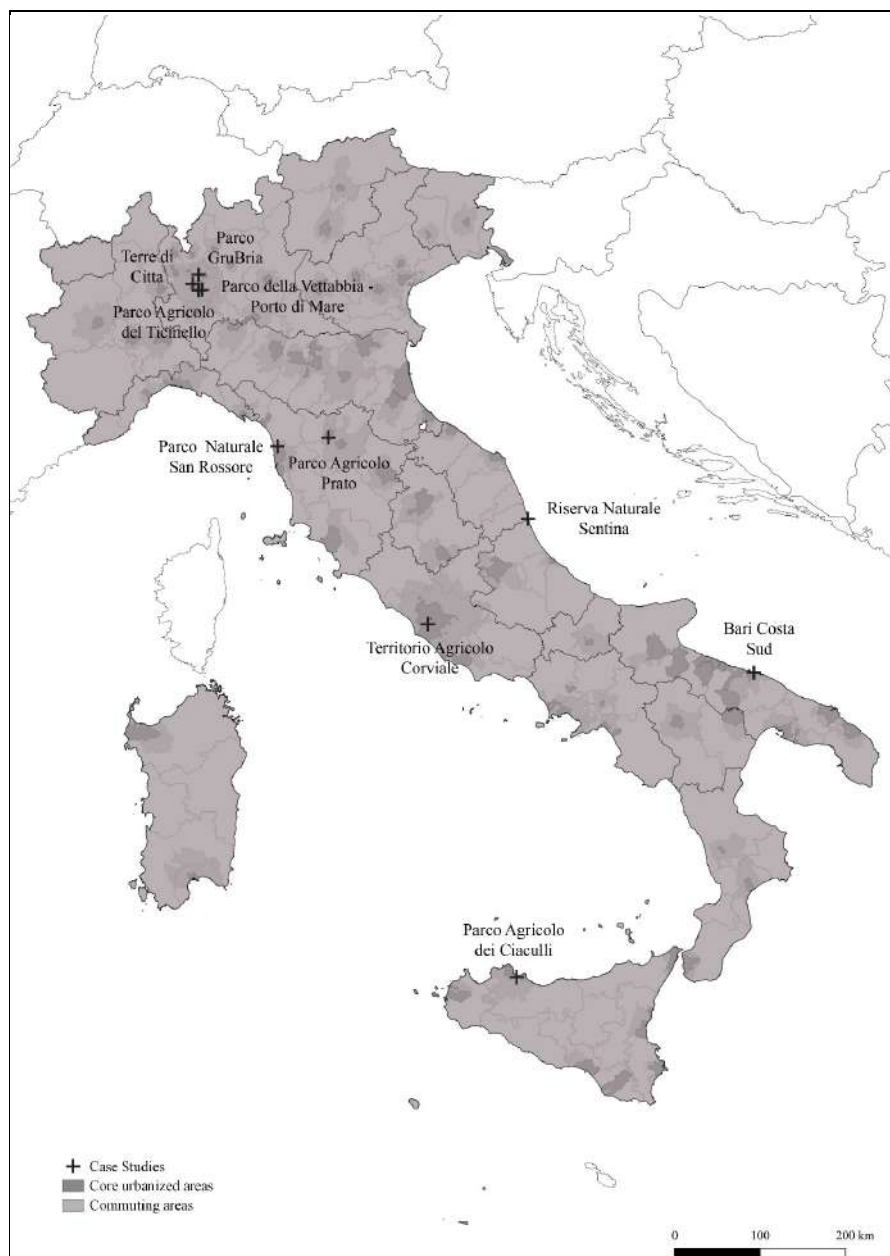 Parco
GruBria
Terre di
Citta
Parco della Vettabbia -
Porto di Mare
Parco Agricolo
del Ticinello
Parco Naturale
San Rossore
Parco Agricolo
Prato
Riserva Naturale
Sentina
Territorio Agricolo
Corviale
Bari Costa
Sud
Parco Agricolo
dei Ciaculli
Case Studies
Core urbanized areas
Commuting areas
0 100 200 km